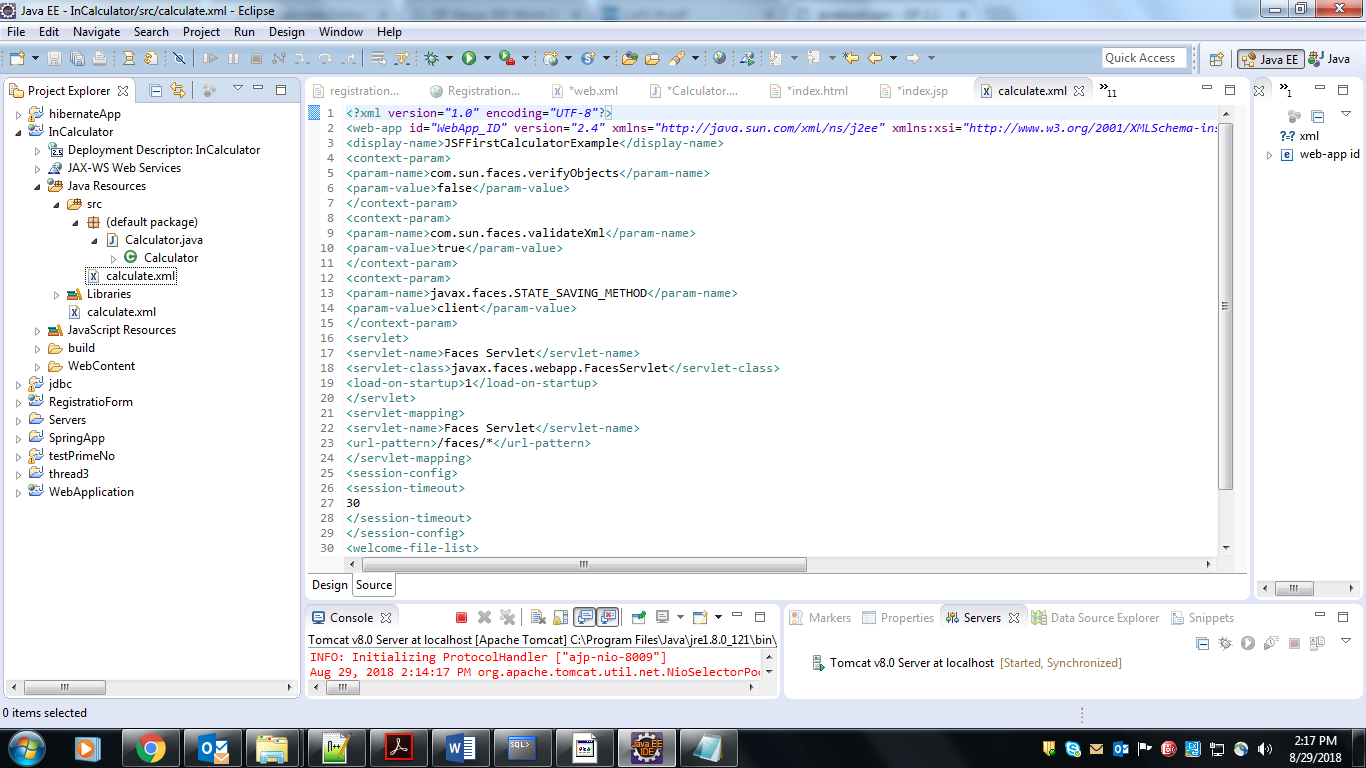 Java EE - InCalculator/src/calculate.xml - Eclipse
File Edit Navigate Search Project Run Design Window Help
Quick Access
Java EE
Java
Project Explorer
hibernateApp
InCalculator
Deployment Descriptor: InCalculator
JAX-WS Web Services
Java Resources
src
(default package)
Calculator.java
Calculator
calculate.xml
Libraries
calculate.xml
JavaScript Resources
build
WebContent
jdbc
RegistratioForm
Servers
SpringApp
testPrimeNo
thread3
WebApplication
registration... Registration... *web.xml *Calculator.... *index.html *index.jsp calculate.xml »11
1 <?xml version="1.0" encoding="UTF-8"?>
2 <web-app id="WebApp_ID" version="2.4" xmlns="http://java.sun.com/xml/ns/j2ee" xmlns:xsi="http://www.w3.org/2001/XMLSchema-ins
3 <display-name>JSFFirstCalculatorExample</display-name>
4 <context-param>
5 <param-name>com.sun.faces.verifyObjects</param-name>
6 <param-value>false</param-value>
7 </context-param>
8 <context-param>
9 <param-name>com.sun.faces.validateXml</param-name>
10 <param-value>true</param-value>
11 </context-param>
12 <context-param>
13 <param-name>javax.faces.STATE_SAVING_METHOD</param-name>
14 <param-value>client</param-value>
15 </context-param>
16 <servlet>
17 <servlet-name>Faces Servlet</servlet-name>
18 <servlet-class>javax.faces.webapp.FacesServlet</servlet-class>
19 <load-on-startup>1</load-on-startup>
20 </servlet>
21 <servlet-mapping>
22 <servlet-name>Faces Servlet</servlet-name>
23 <url-pattern>/faces/*</url-pattern>
24 </servlet-mapping>
25 <session-config>
26 <session-timeout>
27 30
28 </session-timeout>
29 </session-config>
30 <welcome-file-list>
Design Source
»1
?-? xml
web-app id
Console
Tomcat v8.0 Server at localhost [Apache Tomcat] C:\Program Files\Java\jre1.8.0_121\bin\
INFO: Initializing ProtocolHandler ["ajp-nio-8009"]
Aug 29, 2018 2:14:17 PM org.apache.tomcat.util.net.NioSelectorPoo
Markers Properties Servers Data Source Explorer Snippets
Tomcat v8.0 Server at localhost [Started, Synchronized]
0 items selected
2:17 PM
8/29/2018